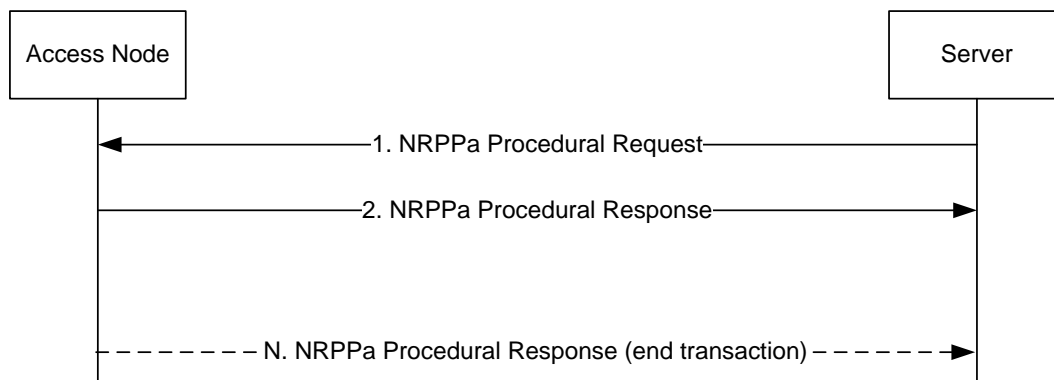 Access Node
Server
1. NRPPa Procedural Request
2. NRPPa Procedural Response
N. NRPPa Procedural Response (end transaction)